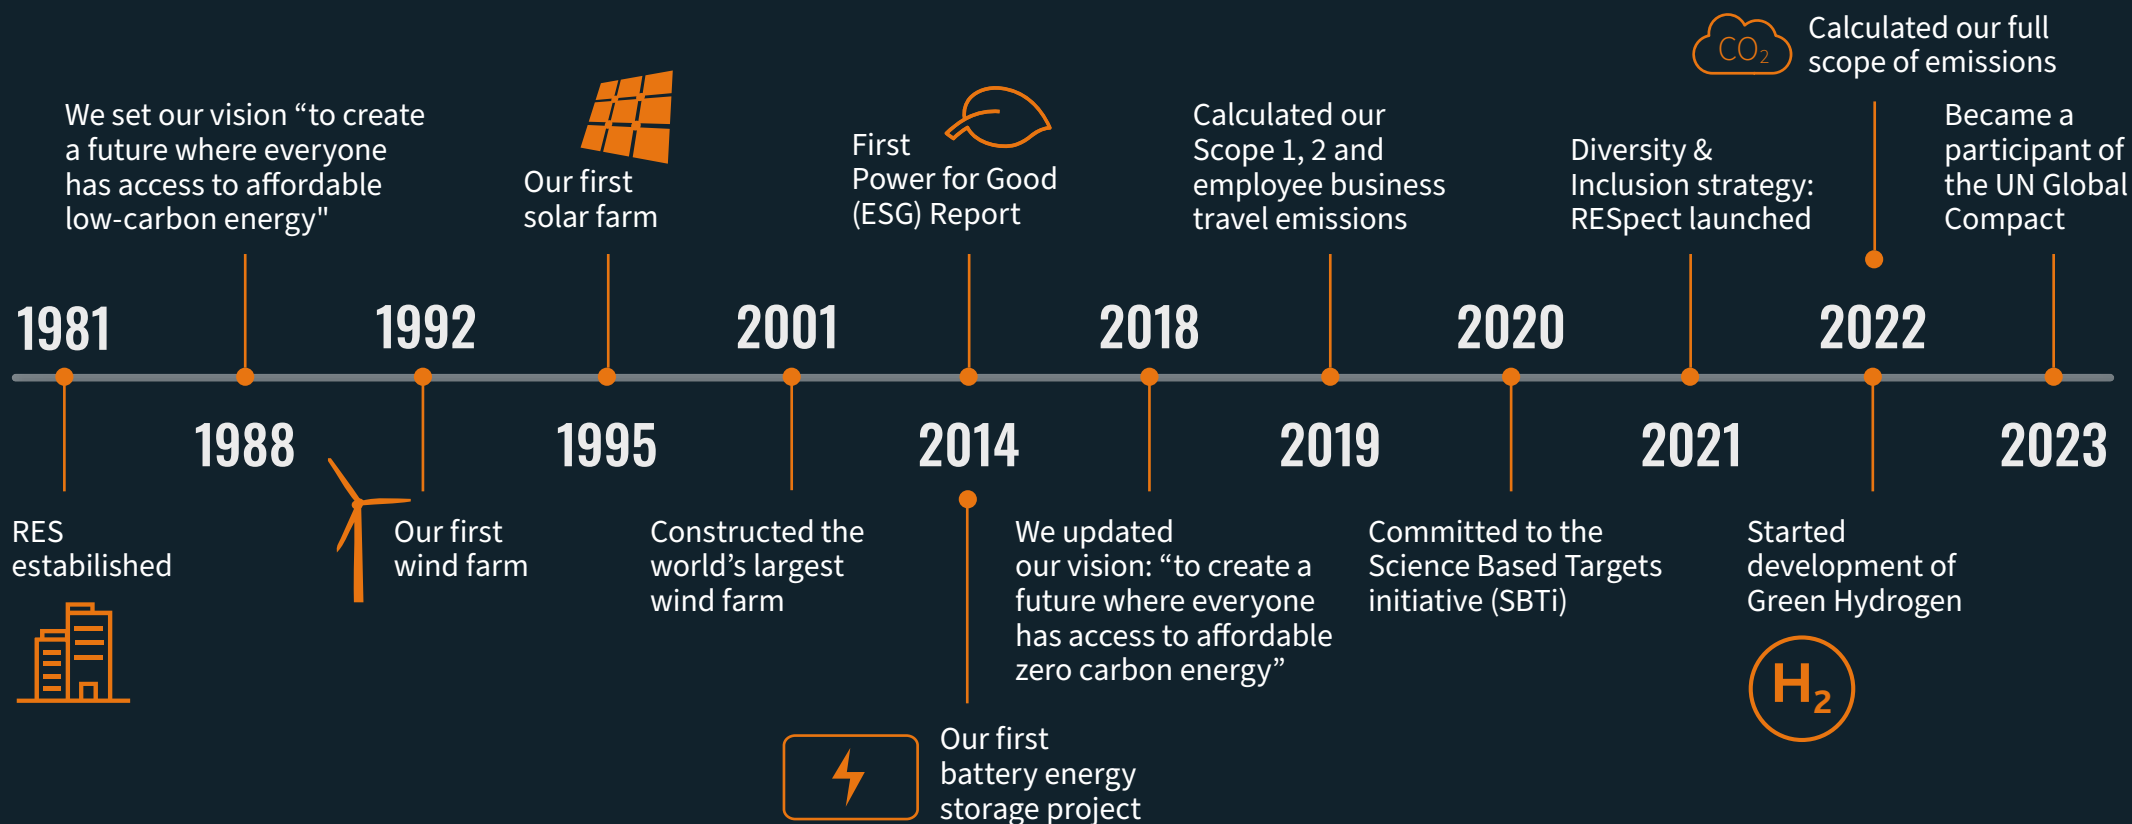 1981
RES
estabilished
We set our vision “to create
a future where everyone
has access to affordable
low-carbon energy"
1988
1992
Our first
wind farm
Our first
solar farm
1995
2001
Constructed the
world’s largest
wind farm
First
Power for Good
(ESG) Report
2014
Our first
battery energy
storage project
2018
We updated
our vision: “to create a
future where everyone
has access to affordable
zero carbon energy”
Calculated our
Scope 1, 2 and
employee business
travel emissions
2019
2020
Committed to the
Science Based Targets
initiative (SBTi)
Diversity &
Inclusion strategy:
RESpect launched
2021
CO₂
Calculated our full
scope of emissions
2022
Started
development of
Green Hydrogen
H₂
Became a
participant of
the UN Global
Compact
2023